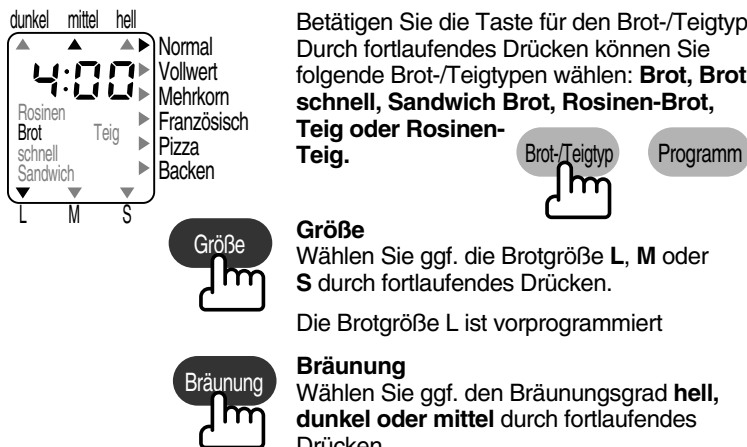 dunkel mittel hell
Normal
4:00
Vollwert
Mehrkorn
Rosinen
Französisch
Brot Teig
Pizza
schnell
Backen
Sandwich
L M S
Betätigen Sie die Taste für den Brot-/Teigtyp
Durch fortlaufendes Drücken können Sie
folgende Brot-/Teigtypen wählen: Brot, Brot
schnell, Sandwich Brot, Rosinen-Brot,
Teig oder Rosinen-
Teig.
Brot-/Teigtyp Programm
Größe
Größe
Wählen Sie ggf. die Brotgröße L, M oder
S durch fortlaufendes Drücken.
Die Brotgröße L ist vorprogrammiert
Bräunung
Bräunung
Wählen Sie ggf. den Bräunungsgrad hell,
dunkel oder mittel durch fortlaufendes
Drücken